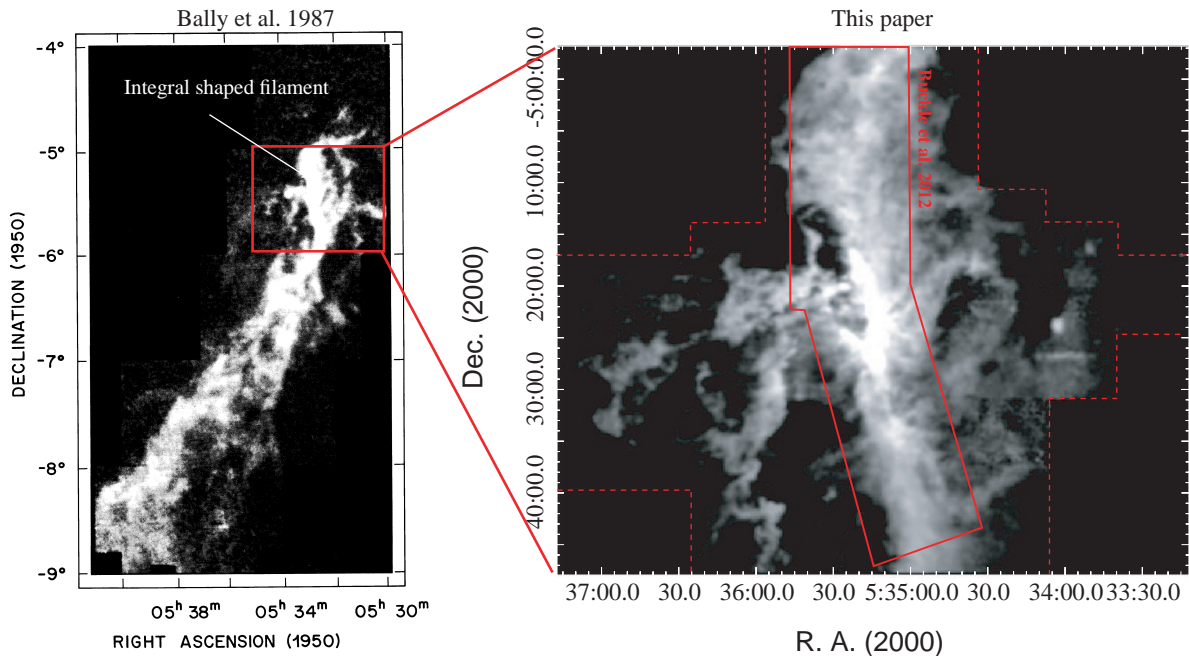 Bally et al. 1987
-4°
-5°
-6°
-7°
-8°
-9°
DECLINATION (1950)
Integral shaped filament
05ʰ 38ᵐ
05ʰ 34ᵐ
05ʰ 30ᵐ
RIGHT ASCENSION (1950)
This paper
-5:00:00.0
10:00.0
20:00.0
30:00.0
40:00.0
Dec. (2000)
Buckle et al. 2012
37:00.0
30.0
36:00.0
30.0
5:35:00.0
30.0
34:00.0
33:30.0
R. A. (2000)